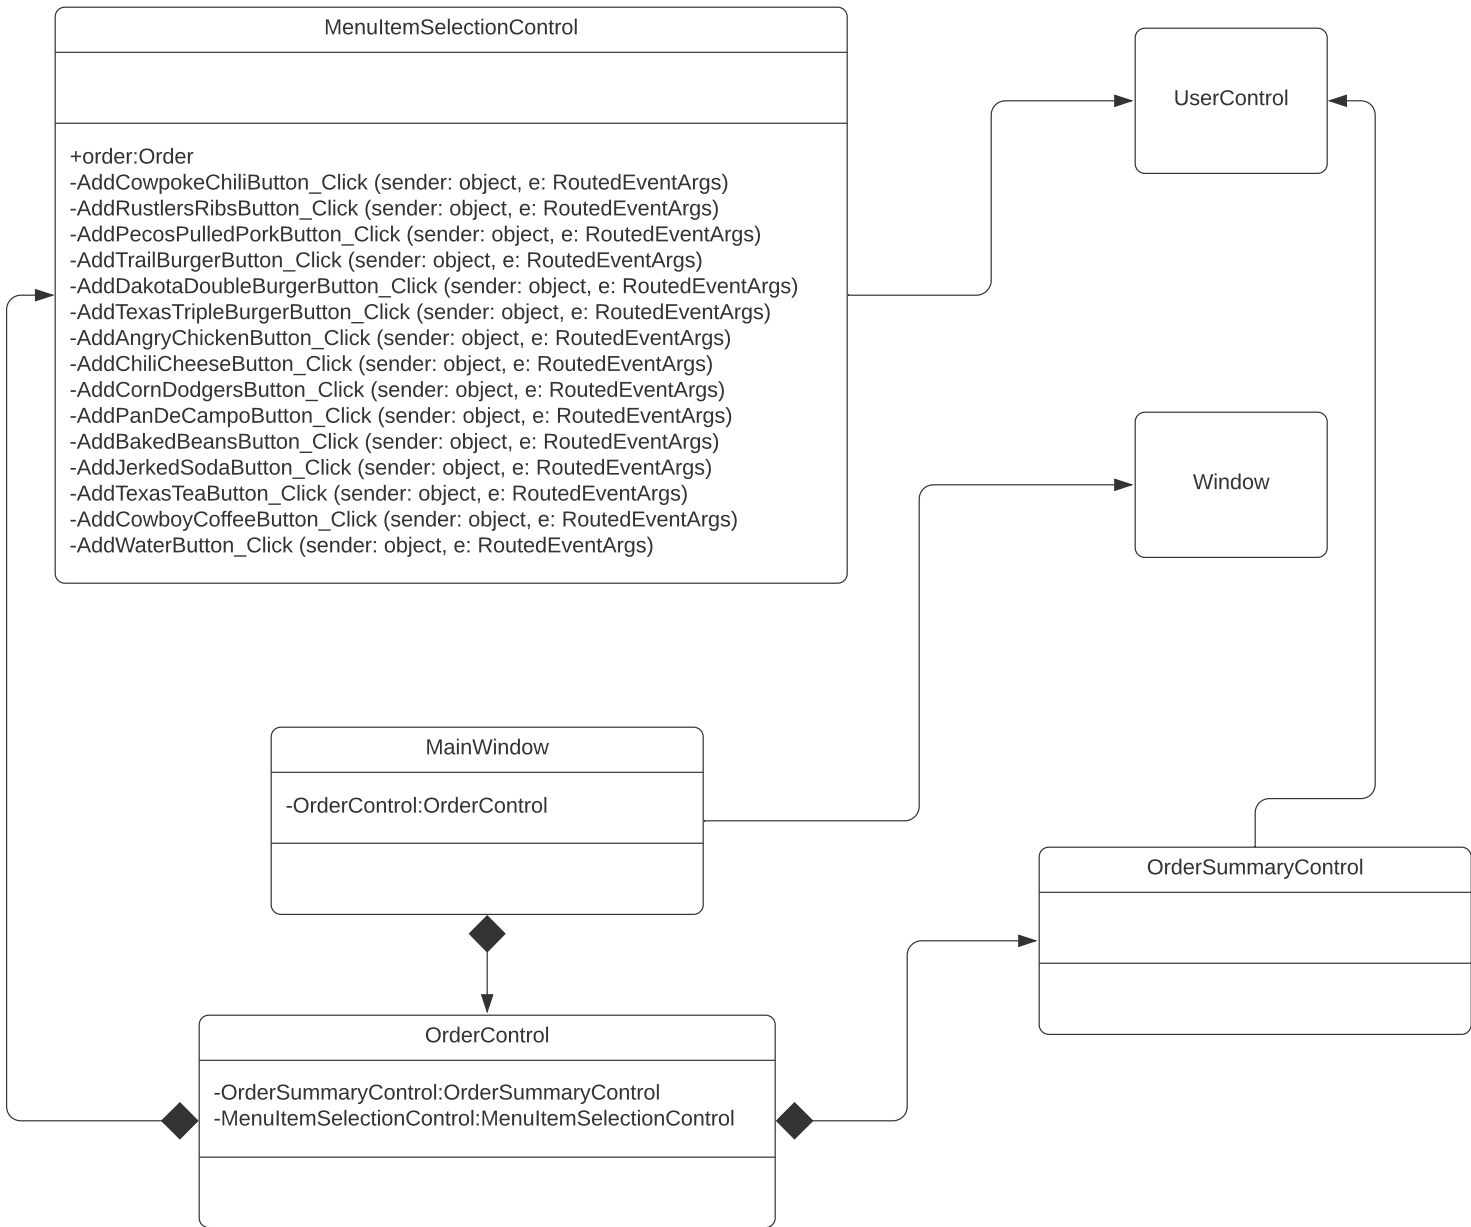 MenuItemSelectionControl
+order:Order
-AddCowpokeChiliButton_Click (sender: object, e: RoutedEventArgs)
-AddRustlersRibsButton_Click (sender: object, e: RoutedEventArgs)
-AddPecosPulledPorkButton_Click (sender: object, e: RoutedEventArgs)
-AddTrailBurgerButton_Click (sender: object, e: RoutedEventArgs)
-AddDakotaDoubleBurgerButton_Click (sender: object, e: RoutedEventArgs)
-AddTexasTripleBurgerButton_Click (sender: object, e: RoutedEventArgs)
-AddAngryChickenButton_Click (sender: object, e: RoutedEventArgs)
-AddChiliCheeseButton_Click (sender: object, e: RoutedEventArgs)
-AddCornDodgersButton_Click (sender: object, e: RoutedEventArgs)
-AddPanDeCampoButton_Click (sender: object, e: RoutedEventArgs)
-AddBakedBeansButton_Click (sender: object, e: RoutedEventArgs)
-AddJerkedSodaButton_Click (sender: object, e: RoutedEventArgs)
-AddTexasTeaButton_Click (sender: object, e: RoutedEventArgs)
-AddCowboyCoffeeButton_Click (sender: object, e: RoutedEventArgs)
-AddWaterButton_Click (sender: object, e: RoutedEventArgs)
UserControl
Window
MainWindow
-OrderControl:OrderControl
OrderSummaryControl
OrderControl
-OrderSummaryControl:OrderSummaryControl
-MenuItemSelectionControl:MenuItemSelectionControl